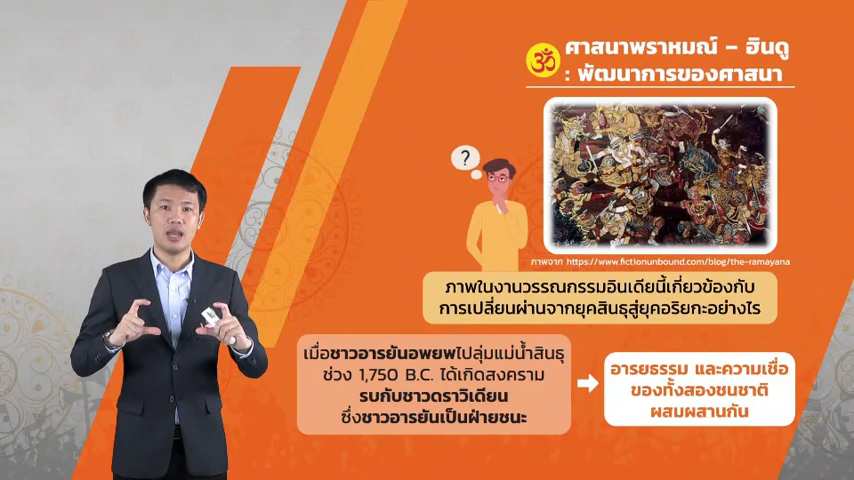 ศาสนาพราหมณ์ – ฮินดู
: พัฒนาการของศาสนา
?
ภาพจาก https://www.fictionunbound.com/blog/the-ramayana
ภาพในงานวรรณกรรมอินเดียนี้เกี่ยวข้องกับ
การเปลี่ยนผ่านจากยุคสินธุสู่ยุคอริยกะอย่างไร
เมื่อชาวอารยันอพยพไปลุ่มแม่น้ำสินธุ
ช่วง 1,750 B.C. ได้เกิดสงคราม
รบกับชาวดราวิเดียน
ซึ่งชาวอารยันเป็นฝ่ายชนะ
อารยธรรม และความเชื่อ
ของทั้งสองชนชาติ
ผสมผสานกัน